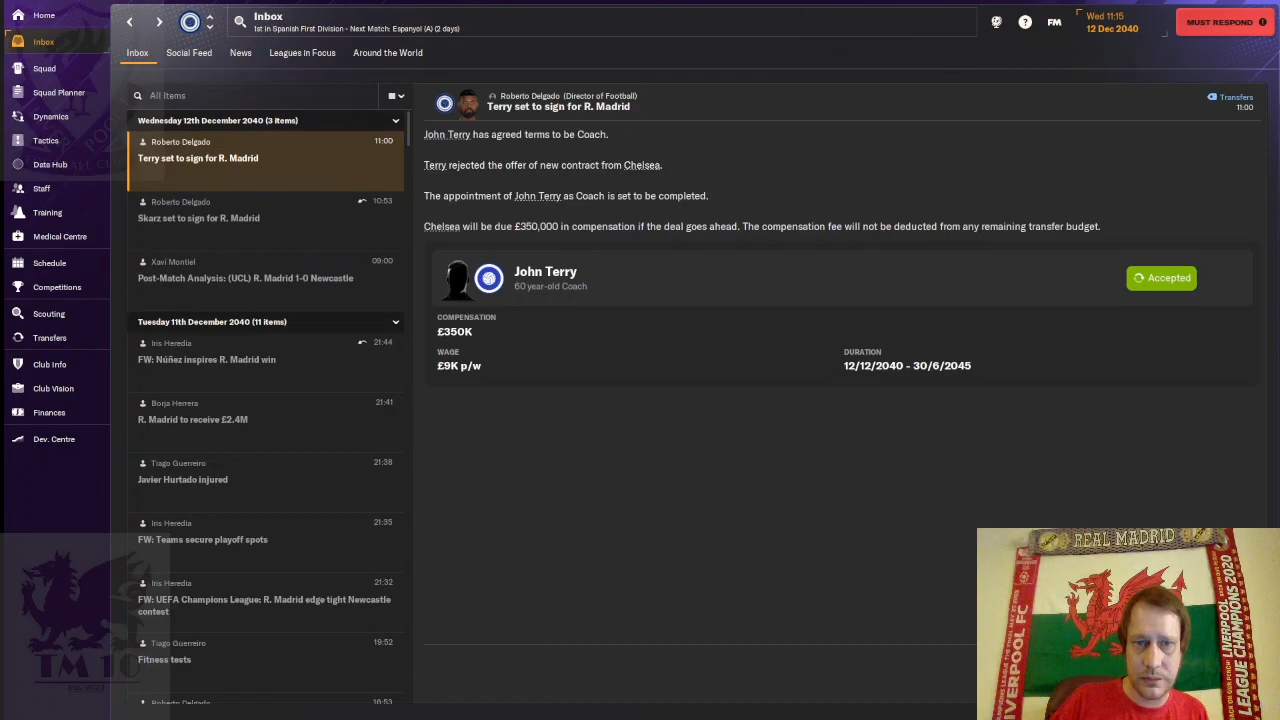 Home
Inbox
Squad
Squad Planner
Dynamics
Tactics
Data Hub
Staff
Training
Medical Centre
Schedule
Competitions
Scouting
Transfers
Club Info
Club Vision
Finances
Dev. Centre
TM 10
Inbox
1st in Spanish First Division - Next Match: Espanyol (A) (2 days)
FM
Wed 11:15
12 Dec 2040
MUST RESPOND
Inbox
Social Feed
News
Leagues in Focus
Around the World
All Items
Wednesday 12th December 2040 (3 items)
Roberto Delgado 11:00
Terry set to sign for R. Madrid
Roberto Delgado 10:53
Skarz set to sign for R. Madrid
Xavi Montiel 09:00
Post-Match Analysis: (UCL) R. Madrid 1-0 Newcastle
Tuesday 11th December 2040 (11 items)
Iris Heredia 21:44
FW: Núñez inspires R. Madrid win
Borja Herrera 21:41
R. Madrid to receive £2.4M
Tiago Guerreiro 21:38
Javier Hurtado injured
Iris Heredia 21:35
FW: Teams secure playoff spots
Iris Heredia 21:32
FW: UEFA Champions League: R. Madrid edge tight Newcastle
contest
Tiago Guerreiro 19:52
Fitness tests
Roberto Delgado 16:53
Roberto Delgado (Director of Football)
Terry set to sign for R. Madrid
Transfers
11:00
John Terry has agreed terms to be Coach.
Terry rejected the offer of new contract from Chelsea.
The appointment of John Terry as Coach is set to be completed.
Chelsea will be due £350,000 in compensation if the deal goes ahead. The compensation fee will not be deducted from any remaining transfer budget.
John Terry
60 year-old Coach
Accepted
COMPENSATION
£350K
WAGE
£9K p/w
DURATION
12/12/2040 - 30/6/2045
REAL MADRID
LIVERPOOL FC
LIVERPOOL
LEAGUE CHAMPIONS 2020